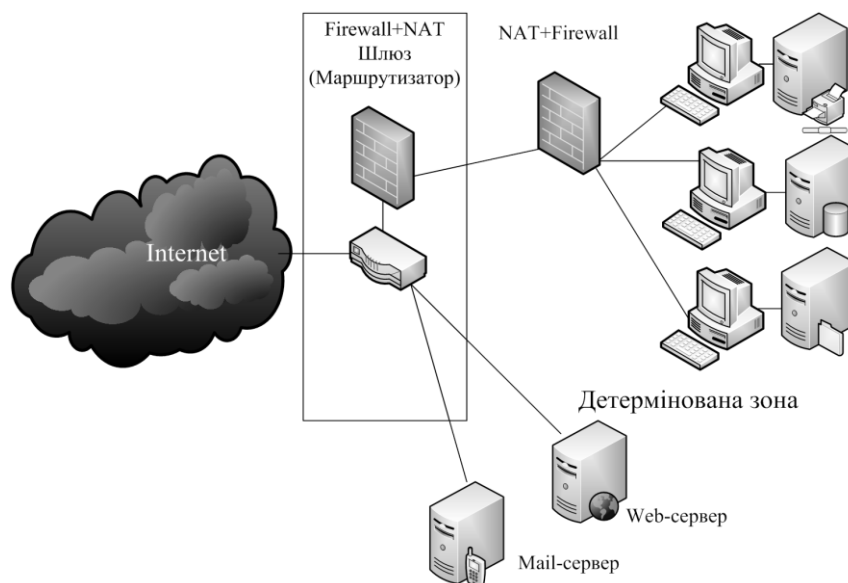 Firewall+NAT
Шлюз
(Маршрутизатор)
NAT+Firewall
Internet
Детермінована зона
Web-сервер
Mail-сервер